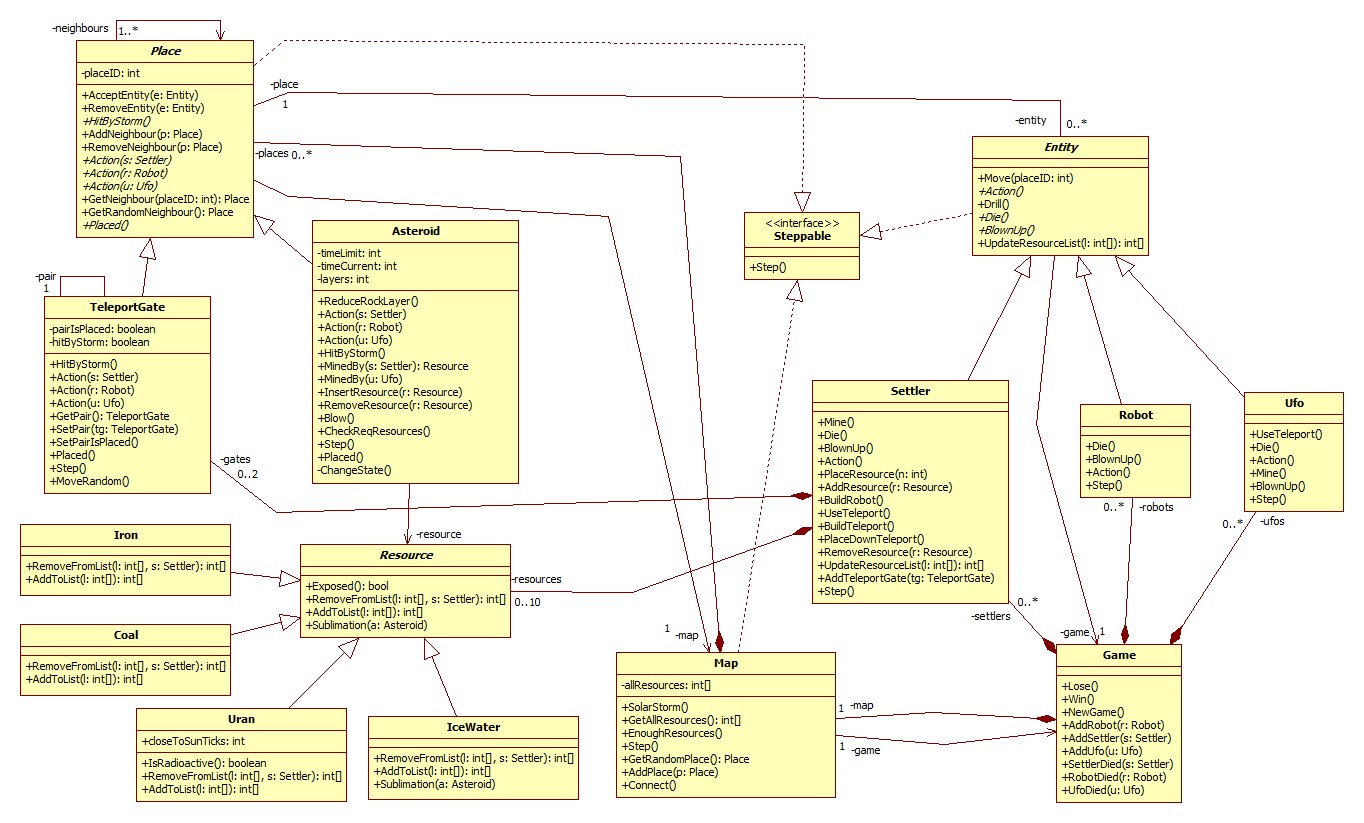 -neighbours
1..*
Place
-placeID: int
+AcceptEntity(e: Entity)
+RemoveEntity(e: Entity)
+HitByStorm()
+AddNeighbour(p: Place)
+RemoveNeighbour(p: Place)
+Action(s: Settler)
+Action(r: Robot)
+Action(u: Ufo)
+GetNeighbour(placeID: int): Place
+GetRandomNeighbour(): Place
+Placed()
-place
1
-places 0..*
-entity
0..*
Entity
+Move(placeID: int)
+Action()
+Drill()
+Die()
+BlownUp()
+UpdateResourceList(l: int[]): int[]
<<interface>>
Steppable
+Step()
Asteroid
-timeLimit: int
-timeCurrent: int
-layers: int
+ReduceRockLayer()
+Action(s: Settler)
+Action(r: Robot)
+Action(u: Ufo)
+HitByStorm()
+MinedBy(s: Settler): Resource
+MinedBy(u: Ufo)
+InsertResource(r: Resource)
+RemoveResource(r: Resource)
+Blow()
+CheckReqResources()
+Step()
+Placed()
-ChangeState()
-pair
1
TeleportGate
-pairIsPlaced: boolean
-hitByStorm: boolean
+HitByStorm()
+Action(s: Settler)
+Action(r: Robot)
+Action(u: Ufo)
+GetPair(): TeleportGate
+SetPair(tg: TeleportGate)
+SetPairIsPlaced()
+Placed()
+Step()
+MoveRandom()
-gates
0..2
Settler
+Mine()
+Die()
+BlownUp()
+Action()
+PlaceResource(n: int)
+AddResource(r: Resource)
+BuildRobot()
+UseTeleport()
+BuildTeleport()
+PlaceDownTeleport()
+RemoveResource(r: Resource)
+UpdateResourceList(l: int[]): int[]
+AddTeleportGate(tg: TeleportGate)
+Step()
Robot
+Die()
+BlownUp()
+Action()
+Step()
0..*
-robots
Ufo
+UseTeleport()
+Die()
+Action()
+Mine()
+BlownUp()
+Step()
0..*
-ufos
Iron
+RemoveFromList(l: int[], s: Settler): int[]
+AddToList(l: int[]): int[]
-resource
Resource
+Exposed(): bool
+RemoveFromList(l: int[], s: Settler): int[]
+AddToList(l: int[]): int[]
+Sublimation(a: Asteroid)
-resources
0..10
Coal
+RemoveFromList(l: int[], s: Settler): int[]
+AddToList(l: int[]): int[]
Uran
+closeToSunTicks: int
+IsRadioactive(): boolean
+RemoveFromList(l: int[], s: Settler): int[]
+AddToList(l: int[]): int[]
IceWater
+RemoveFromList(l: int[], s: Settler): int[]
+AddToList(l: int[]): int[]
+Sublimation(a: Asteroid)
1
-map
Map
-allResources: int[]
+SolarStorm()
+GetAllResources(): int[]
+EnoughResources()
+Step()
+GetRandomPlace(): Place
+AddPlace(p: Place)
+Connect()
1 -map
1 -game
0..*
-settlers
-game 1
Game
+Lose()
+Win()
+NewGame()
+AddRobot(r: Robot)
+AddSettler(s: Settler)
+AddUfo(u: Ufo)
+SettlerDied(s: Settler)
+RobotDied(r: Robot)
+UfoDied(u: Ufo)